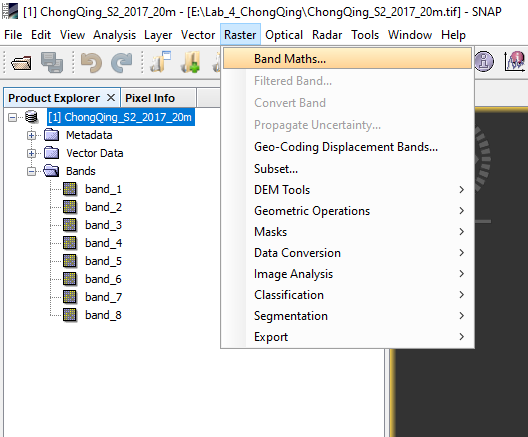 [1] ChongQing_S2_2017_20m - [E:\Lab_4_ChongQing\ChongQing_S2_2017_20m.tif] - SNAP
File Edit View Analysis Layer Vector Raster Optical Radar Tools Window Help
Product Explorer Pixel Info
[1] ChongQing_S2_2017_20m
Metadata
Vector Data
Bands
band_1
band_2
band_3
band_4
band_5
band_6
band_7
band_8
Band Maths...
Filtered Band...
Convert Band
Propagate Uncertainty...
Geo-Coding Displacement Bands...
Subset...
DEM Tools
Geometric Operations
Masks
Data Conversion
Image Analysis
Classification
Segmentation
Export